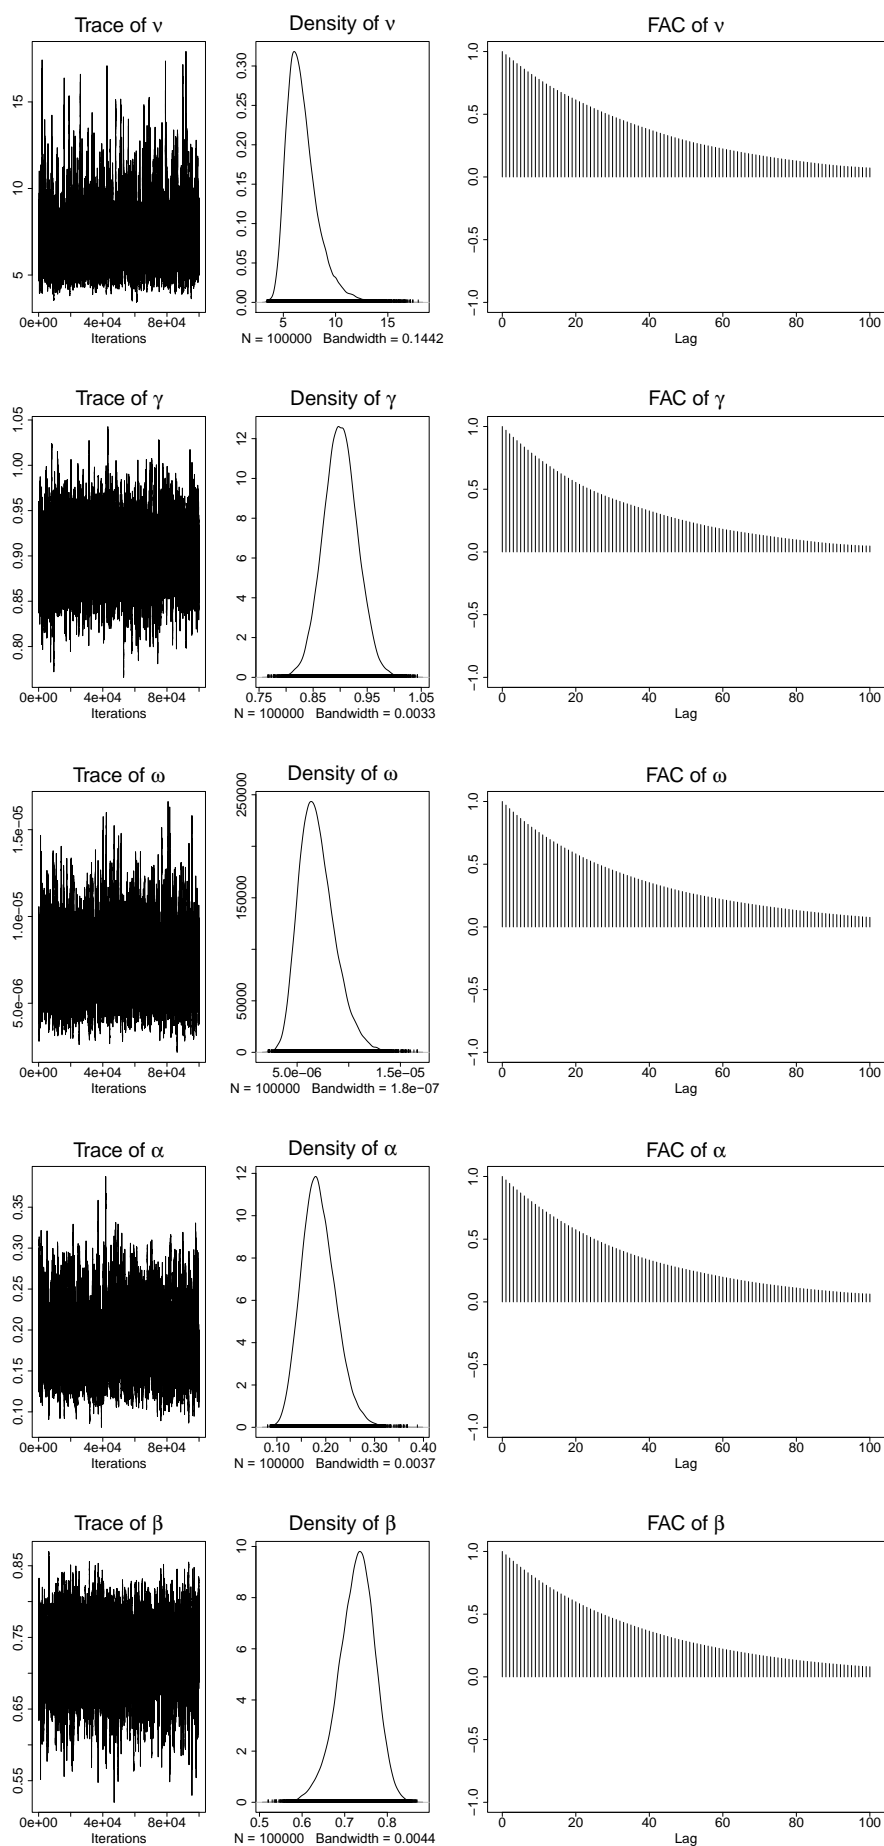 Trace of ν
Density of ν
FAC of ν
5 10 15
0.00 0.05 0.10 0.15 0.20 0.25 0.30
−1.0 −0.5 0.0 0.5 1.0
0e+00 4e+04 8e+04
5 10 15
0 20 40 60 80 100
Iterations
N = 100000 Bandwidth = 0.1442
Lag
Trace of γ
Density of γ
FAC of γ
0.80 0.85 0.90 0.95 1.00 1.05
0 2 4 6 8 10 12
−1.0 −0.5 0.0 0.5 1.0
0e+00 4e+04 8e+04
0.75 0.85 0.95 1.05
0 20 40 60 80 100
Iterations
N = 100000 Bandwidth = 0.0033
Lag
Trace of ω
Density of ω
FAC of ω
5.0e−06 1.0e−05 1.5e−05
0 50000 150000 250000
−1.0 −0.5 0.0 0.5 1.0
0e+00 4e+04 8e+04
5.0e−06 1.5e−05
0 20 40 60 80 100
Iterations
N = 100000 Bandwidth = 1.8e−07
Lag
Trace of α
Density of α
FAC of α
0.10 0.15 0.20 0.25 0.30 0.35
0 2 4 6 8 10 12
−1.0 −0.5 0.0 0.5 1.0
0e+00 4e+04 8e+04
0.10 0.20 0.30 0.40
0 20 40 60 80 100
Iterations
N = 100000 Bandwidth = 0.0037
Lag
Trace of β
Density of β
FAC of β
0.55 0.65 0.75 0.85
0 2 4 6 8 10
−1.0 −0.5 0.0 0.5 1.0
0e+00 4e+04 8e+04
0.5 0.6 0.7 0.8
0 20 40 60 80 100
Iterations
N = 100000 Bandwidth = 0.0044
Lag